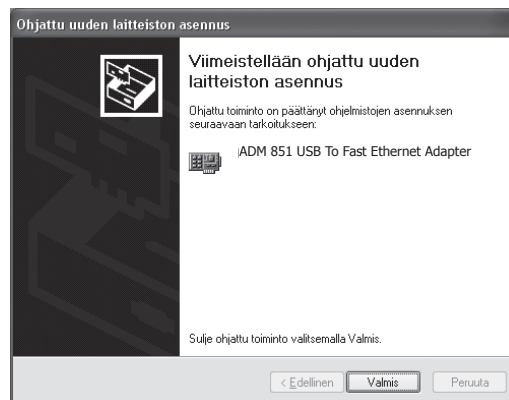 Ohjattu uuden laitteiston asennus
Viimeistellään ohjattu uuden
laitteiston asennus
Ohjattu toiminto on päättänyt ohjelmistojen asennuksen
seuraavaan tarkoitukseen:
ADM 851 USB To Fast Ethernet Adapter
Sulje ohjattu toiminto valitsemalla Valmis.
< Edellinen Valmis Peruuta